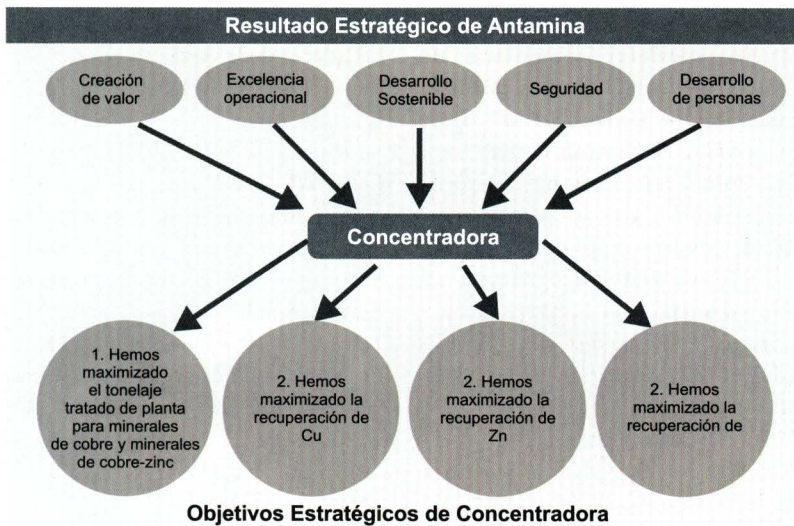 Resultado Estratégico de Antamina
Creación
de valor
Excelencia
operacional
Desarrollo
Sostenible
Seguridad
Desarrollo
de personas
Concentradora
1. Hemos
maximizado
el tonelaje
tratado de planta
para minerales
de cobre y minerales
de cobre-zinc
2. Hemos
maximizado la
recuperación de
Cu
2. Hemos
maximizado la
recuperación de
Zn
2. Hemos
maximizado la
recuperación de
Objetivos Estratégicos de Concentradora